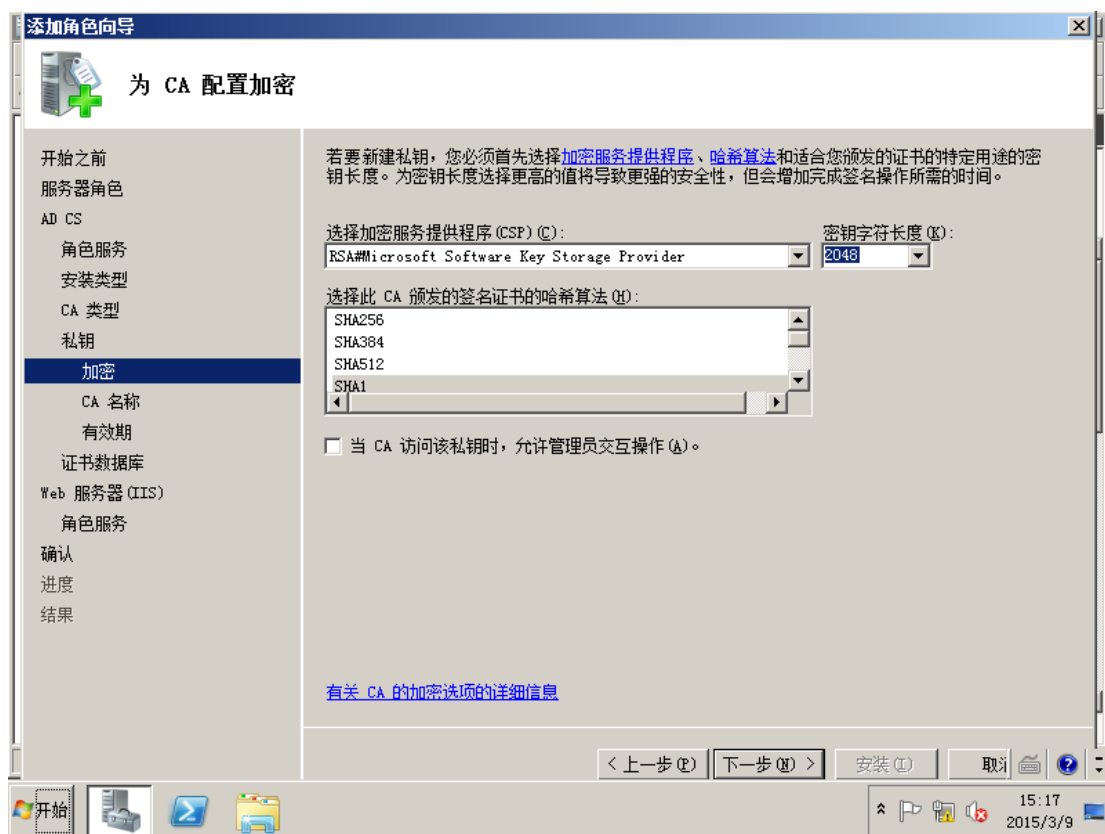 添加角色向导
为 CA 配置加密
开始之前
服务器角色
AD CS
角色服务
安装类型
CA 类型
私钥
加密
CA 名称
有效期
证书数据库
Web 服务器(IIS)
角色服务
确认
进度
结果
若要新建私钥，您必须首先选择加密服务提供程序、哈希算法和适合您颁发的证书的特定用途的密
钥长度。为密钥长度选择更高的值将导致更强的安全性，但会增加完成签名操作所需的时间。
选择加密服务提供程序(CSP)(C):
密钥字符长度(K):
RSA#Microsoft Software Key Storage Provider
2048
选择此 CA 颁发的签名证书的哈希算法(H):
SHA256
SHA384
SHA512
SHA1
当 CA 访问该私钥时，允许管理员交互操作(A)。
有关 CA 的加密选项的详细信息
< 上一步(P)
下一步(N) >
安装(I)
取
开始
15:17
2015/3/9